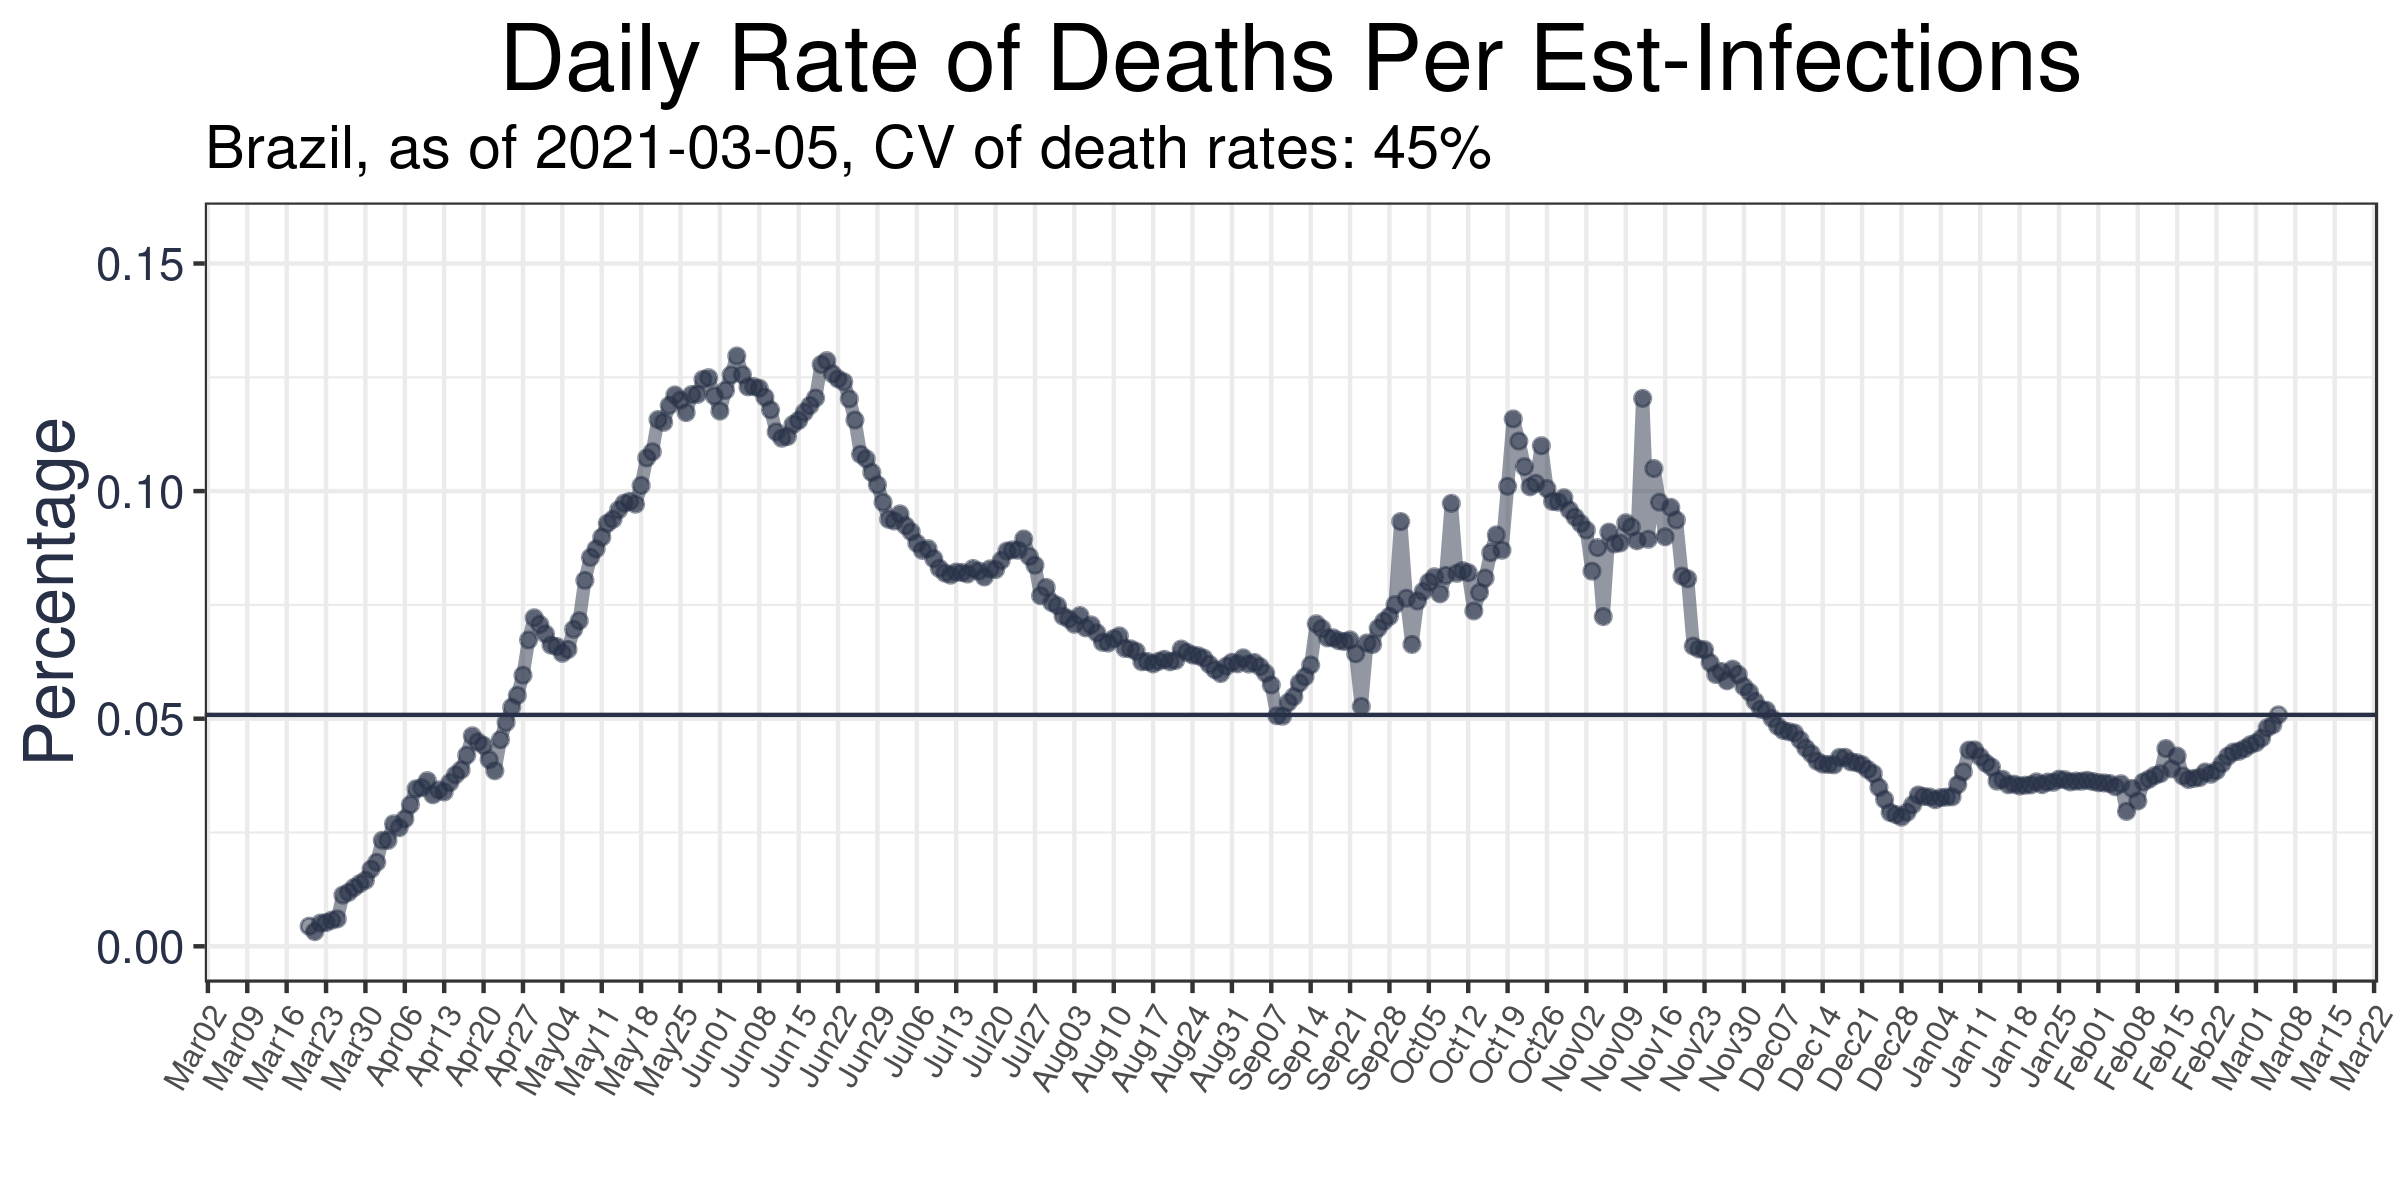 Daily Rate of Deaths Per Est-Infections
Brazil, as of 2021-03-05, CV of death rates: 45%
Percentage
0.15
0.10
0.05
0.00
Mar02
Mar09
Mar16
Mar23
Mar30
Apr06
Apr13
Apr20
Apr27
May04
May11
May18
May25
Jun01
Jun08
Jun15
Jun22
Jun29
Jul06
Jul13
Jul20
Jul27
Aug03
Aug10
Aug17
Aug24
Aug31
Sep07
Sep14
Sep21
Sep28
Oct05
Oct12
Oct19
Oct26
Nov02
Nov09
Nov16
Nov23
Nov30
Dec07
Dec14
Dec21
Dec28
Jan04
Jan11
Jan18
Jan25
Feb01
Feb08
Feb15
Feb22
Mar01
Mar08
Mar15
Mar22